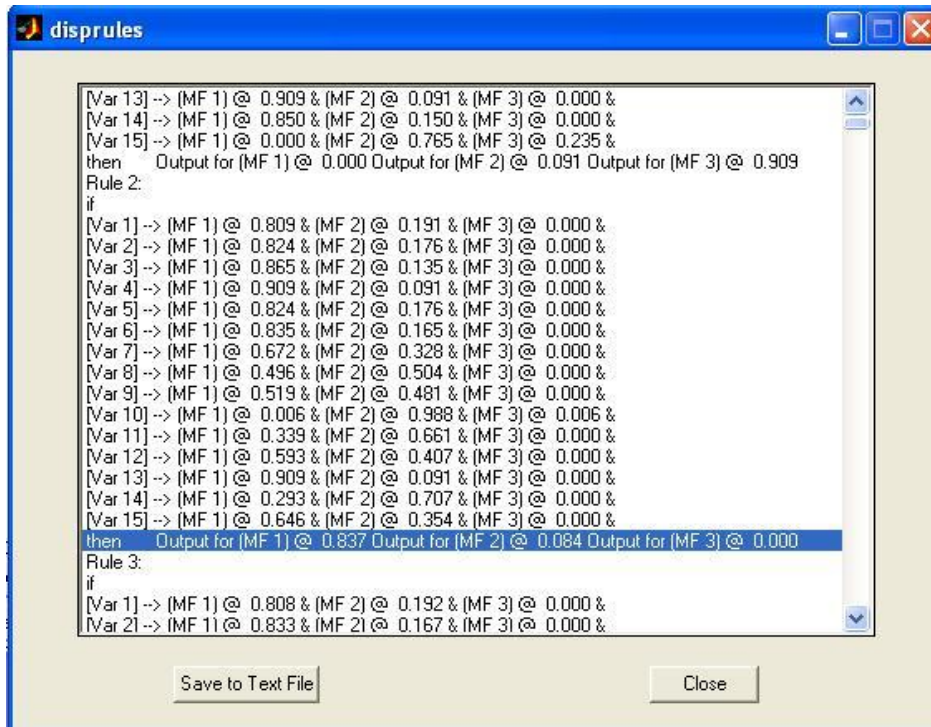 disprules
[Var 13] --> (MF 1) @ 0.909 & (MF 2) @ 0.091 & (MF 3) @ 0.000 &
[Var 14] --> (MF 1) @ 0.850 & (MF 2) @ 0.150 & (MF 3) @ 0.000 &
[Var 15] --> (MF 1) @ 0.000 & (MF 2) @ 0.765 & (MF 3) @ 0.235 &
then Output for (MF 1) @ 0.000 Output for (MF 2) @ 0.091 Output for (MF 3) @ 0.909
Rule 2:
if
[Var 1] --> (MF 1) @ 0.809 & (MF 2) @ 0.191 & (MF 3) @ 0.000 &
[Var 2] --> (MF 1) @ 0.824 & (MF 2) @ 0.176 & (MF 3) @ 0.000 &
[Var 3] --> (MF 1) @ 0.865 & (MF 2) @ 0.135 & (MF 3) @ 0.000 &
[Var 4] --> (MF 1) @ 0.909 & (MF 2) @ 0.091 & (MF 3) @ 0.000 &
[Var 5] --> (MF 1) @ 0.824 & (MF 2) @ 0.176 & (MF 3) @ 0.000 &
[Var 6] --> (MF 1) @ 0.835 & (MF 2) @ 0.165 & (MF 3) @ 0.000 &
[Var 7] --> (MF 1) @ 0.672 & (MF 2) @ 0.328 & (MF 3) @ 0.000 &
[Var 8] --> (MF 1) @ 0.496 & (MF 2) @ 0.504 & (MF 3) @ 0.000 &
[Var 9] --> (MF 1) @ 0.519 & (MF 2) @ 0.481 & (MF 3) @ 0.000 &
[Var 10] --> (MF 1) @ 0.006 & (MF 2) @ 0.988 & (MF 3) @ 0.006 &
[Var 11] --> (MF 1) @ 0.339 & (MF 2) @ 0.661 & (MF 3) @ 0.000 &
[Var 12] --> (MF 1) @ 0.593 & (MF 2) @ 0.407 & (MF 3) @ 0.000 &
[Var 13] --> (MF 1) @ 0.909 & (MF 2) @ 0.091 & (MF 3) @ 0.000 &
[Var 14] --> (MF 1) @ 0.293 & (MF 2) @ 0.707 & (MF 3) @ 0.000 &
[Var 15] --> (MF 1) @ 0.646 & (MF 2) @ 0.354 & (MF 3) @ 0.000 &
then Output for (MF 1) @ 0.837 Output for (MF 2) @ 0.084 Output for (MF 3) @ 0.000
Rule 3:
if
[Var 1] --> (MF 1) @ 0.808 & (MF 2) @ 0.192 & (MF 3) @ 0.000 &
[Var 2] --> (MF 1) @ 0.833 & (MF 2) @ 0.167 & (MF 3) @ 0.000 &
Save to Text File
Close